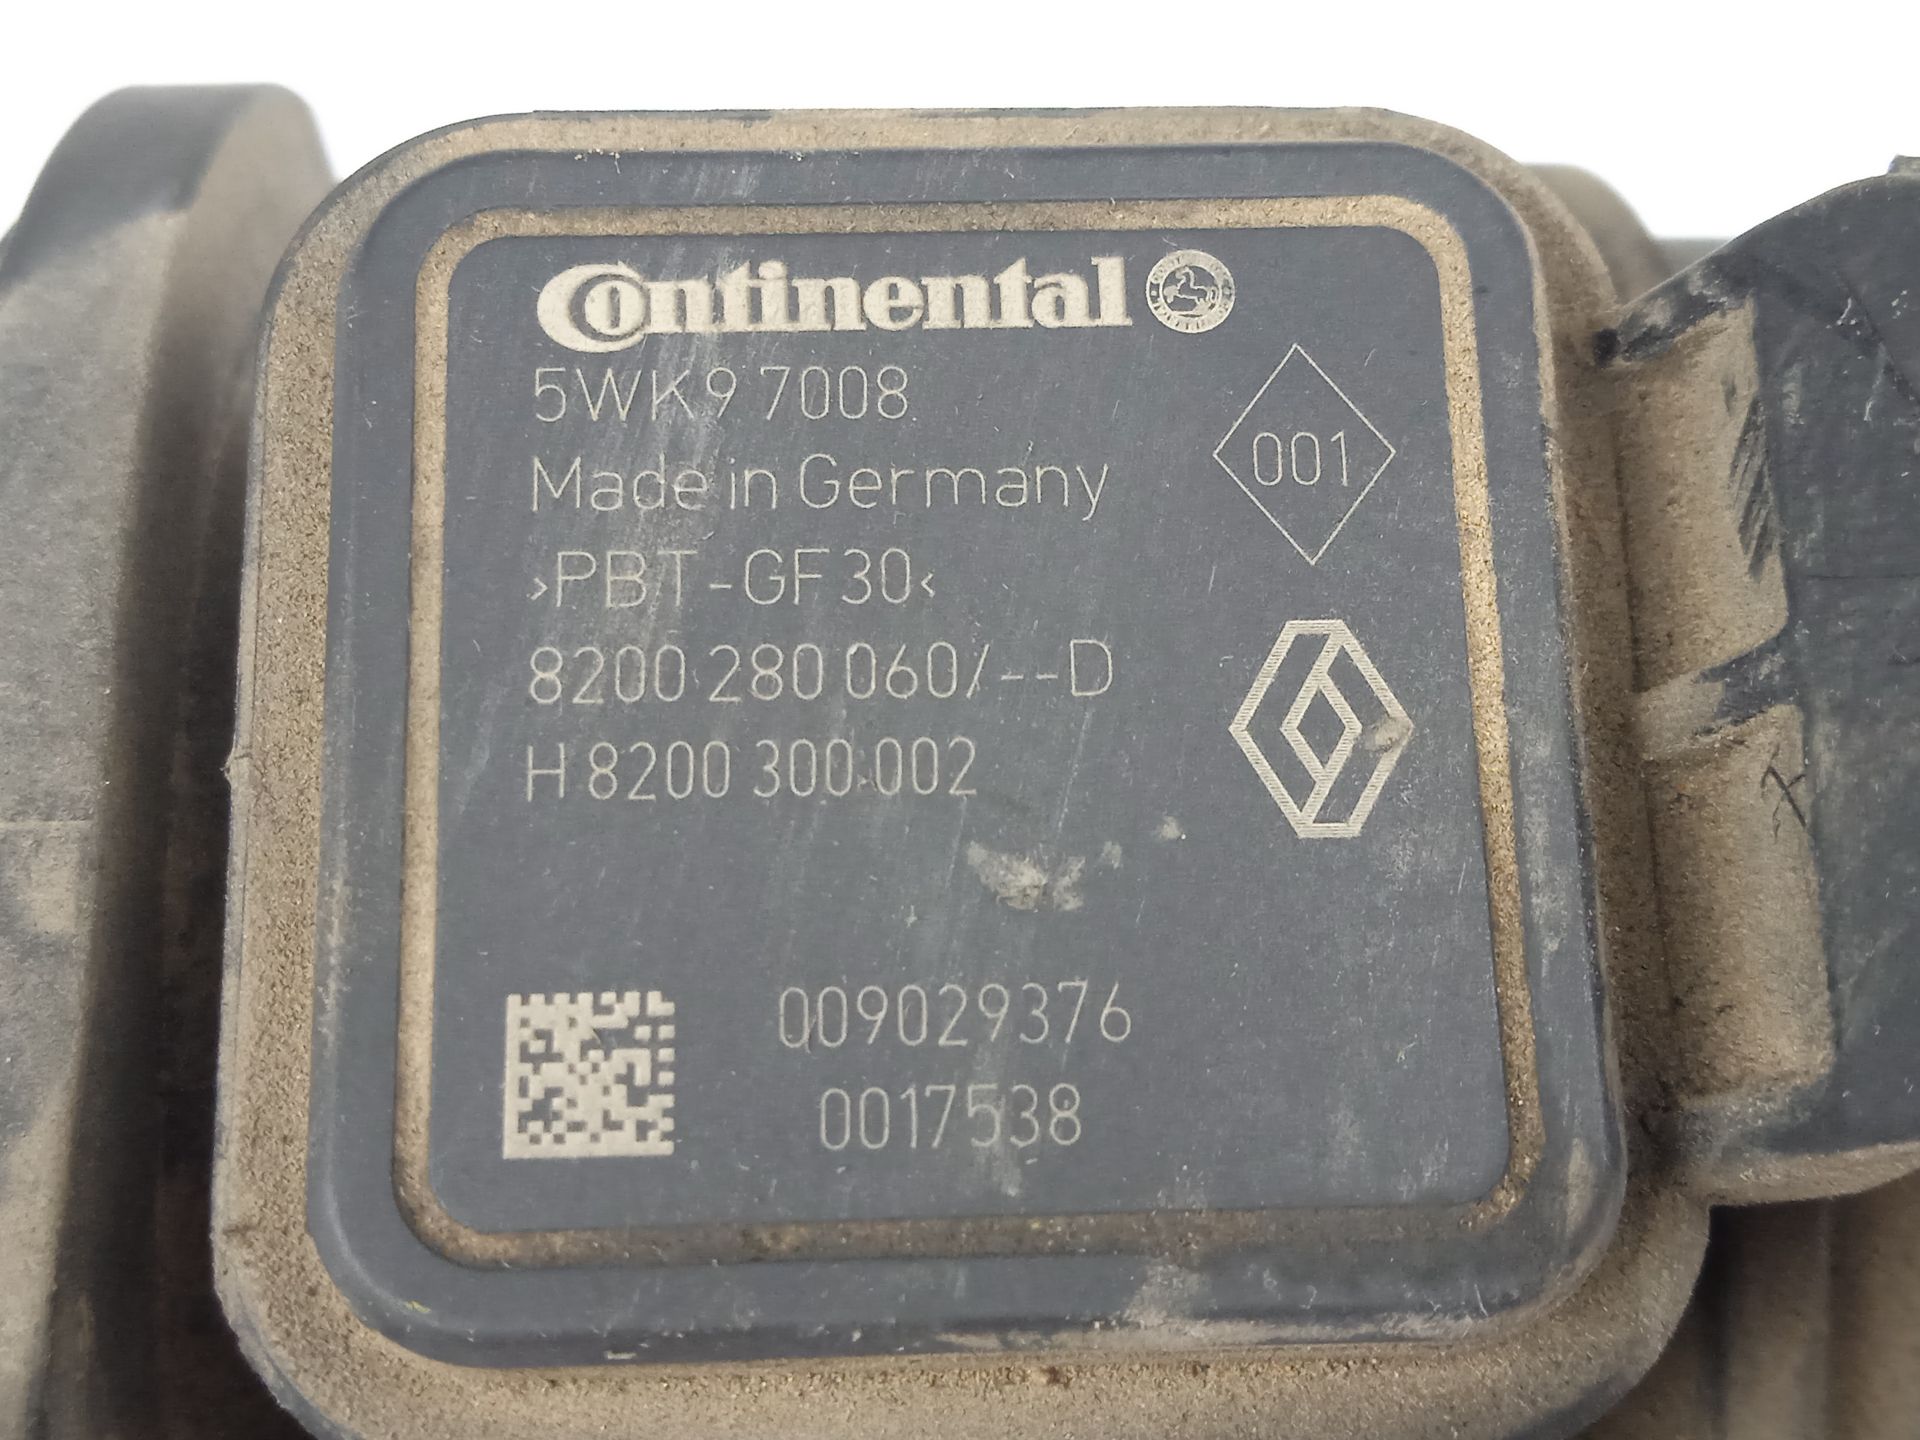 Continental
5WK9 7008
001
Made in Germany
>PBT-GF30<
8200 280 060/---D
H 8200 300 002
009029376
0017538